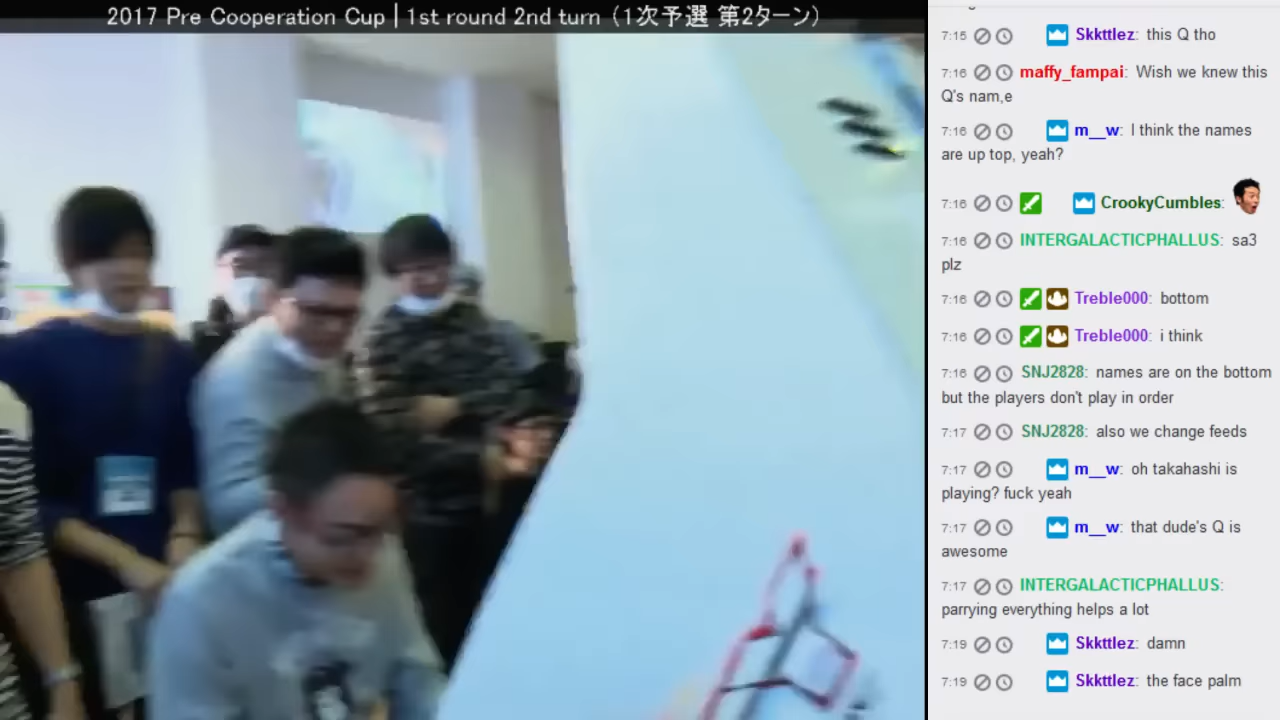 2017 Pre Cooperation Cup | 1st round 2nd turn (1次予選 第2ターン)
7:15 Skkttlez: this Q tho
7:16 maffy_fampai: Wish we knew this
Q's nam,e
7:16 m__w: I think the names
are up top, yeah?
7:16 CrookyCumbles:
7:16 INTERGALACTICPHALLUS: sa3
plz
7:16 Treble000: bottom
7:16 Treble000: i think
7:16 SNJ2828: names are on the bottom
but the players don't play in order
7:17 SNJ2828: also we change feeds
7:17 m__w: oh takahashi is
playing? fuck yeah
7:17 m__w: that dude's Q is
awesome
7:17 INTERGALACTICPHALLUS:
parrying everything helps a lot
7:19 Skkttlez: damn
7:19 Skkttlez: the face palm